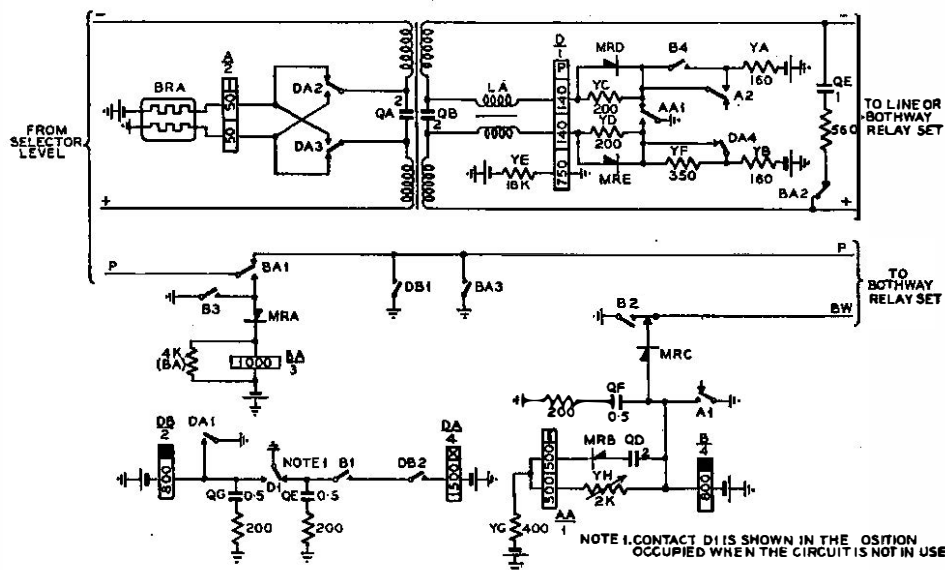 − −
A
2
BRA
50 50
DA2
DA3
QA
2
QB
2
LA
D
1
P
140
140
750
MRD
YC
200
YD
200
MRE
YE
18K
B4
YA
160
A2
AA1
DA4
YF
350
YB
160
QE
1
560
BA2
FROM
SELECTOR
LEVEL
TO LINE OR
BOTHWAY
RELAY SET
+ +
P
BA1
P
B3
MRA
4K
(BA)
1000
BA
3
DB1
BA3
TO
BOTHWAY
RELAY SET
BW
B2
MRC
QF
0·5
200
A1
DB
2
800
DA1
D1
NOTE 1
B1
DB2
DA
4
1500
QG
0·5
200
QE
0·5
200
MRB
QD
2
YH
2K
500
1500
AA
1
YG
400
B
4
800
NOTE 1. CONTACT D1 IS SHOWN IN THE OSITION
OCCUPIED WHEN THE CIRCUIT IS NOT IN USE